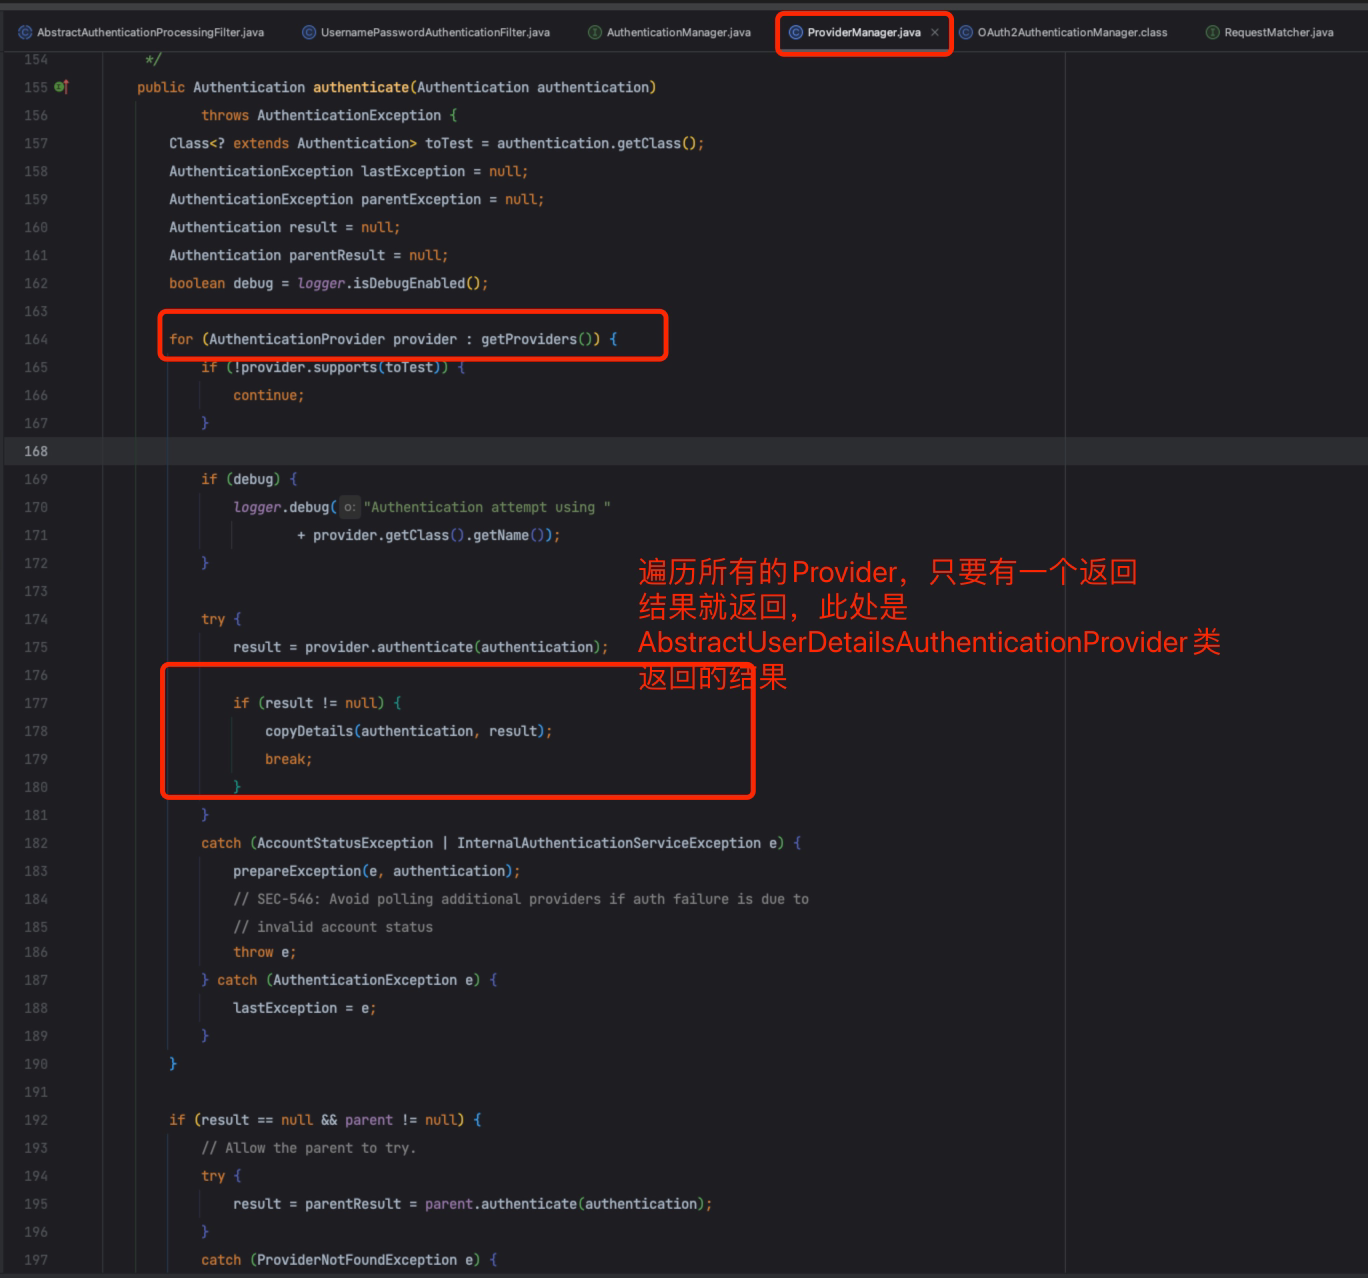 AbstractAuthenticationProcessingFilter.java
UsernamePasswordAuthenticationFilter.java
AuthenticationManager.java
ProviderManager.java
OAuth2AuthenticationManager.class
RequestMatcher.java
154 */
155 public Authentication authenticate(Authentication authentication)
156 throws AuthenticationException {
157 Class<? extends Authentication> toTest = authentication.getClass();
158 AuthenticationException lastException = null;
159 AuthenticationException parentException = null;
160 Authentication result = null;
161 Authentication parentResult = null;
162 boolean debug = logger.isDebugEnabled();
163
164 for (AuthenticationProvider provider : getProviders()) {
165 if (!provider.supports(toTest)) {
166 continue;
167 }
168
169 if (debug) {
170 logger.debug( o: "Authentication attempt using "
171 + provider.getClass().getName());
172 }
173
174 try {
175 result = provider.authenticate(authentication);
176
177 if (result != null) {
178 copyDetails(authentication, result);
179 break;
180 }
181 }
182 catch (AccountStatusException | InternalAuthenticationServiceException e) {
183 prepareException(e, authentication);
184 // SEC-546: Avoid polling additional providers if auth failure is due to
185 // invalid account status
186 throw e;
187 } catch (AuthenticationException e) {
188 lastException = e;
189 }
190 }
191
192 if (result == null && parent != null) {
193 // Allow the parent to try.
194 try {
195 result = parentResult = parent.authenticate(authentication);
196 }
197 catch (ProviderNotFoundException e) {
遍历所有的Provider，只要有一个返回
结果就返回，此处是
AbstractUserDetailsAuthenticationProvider类
返回的结果